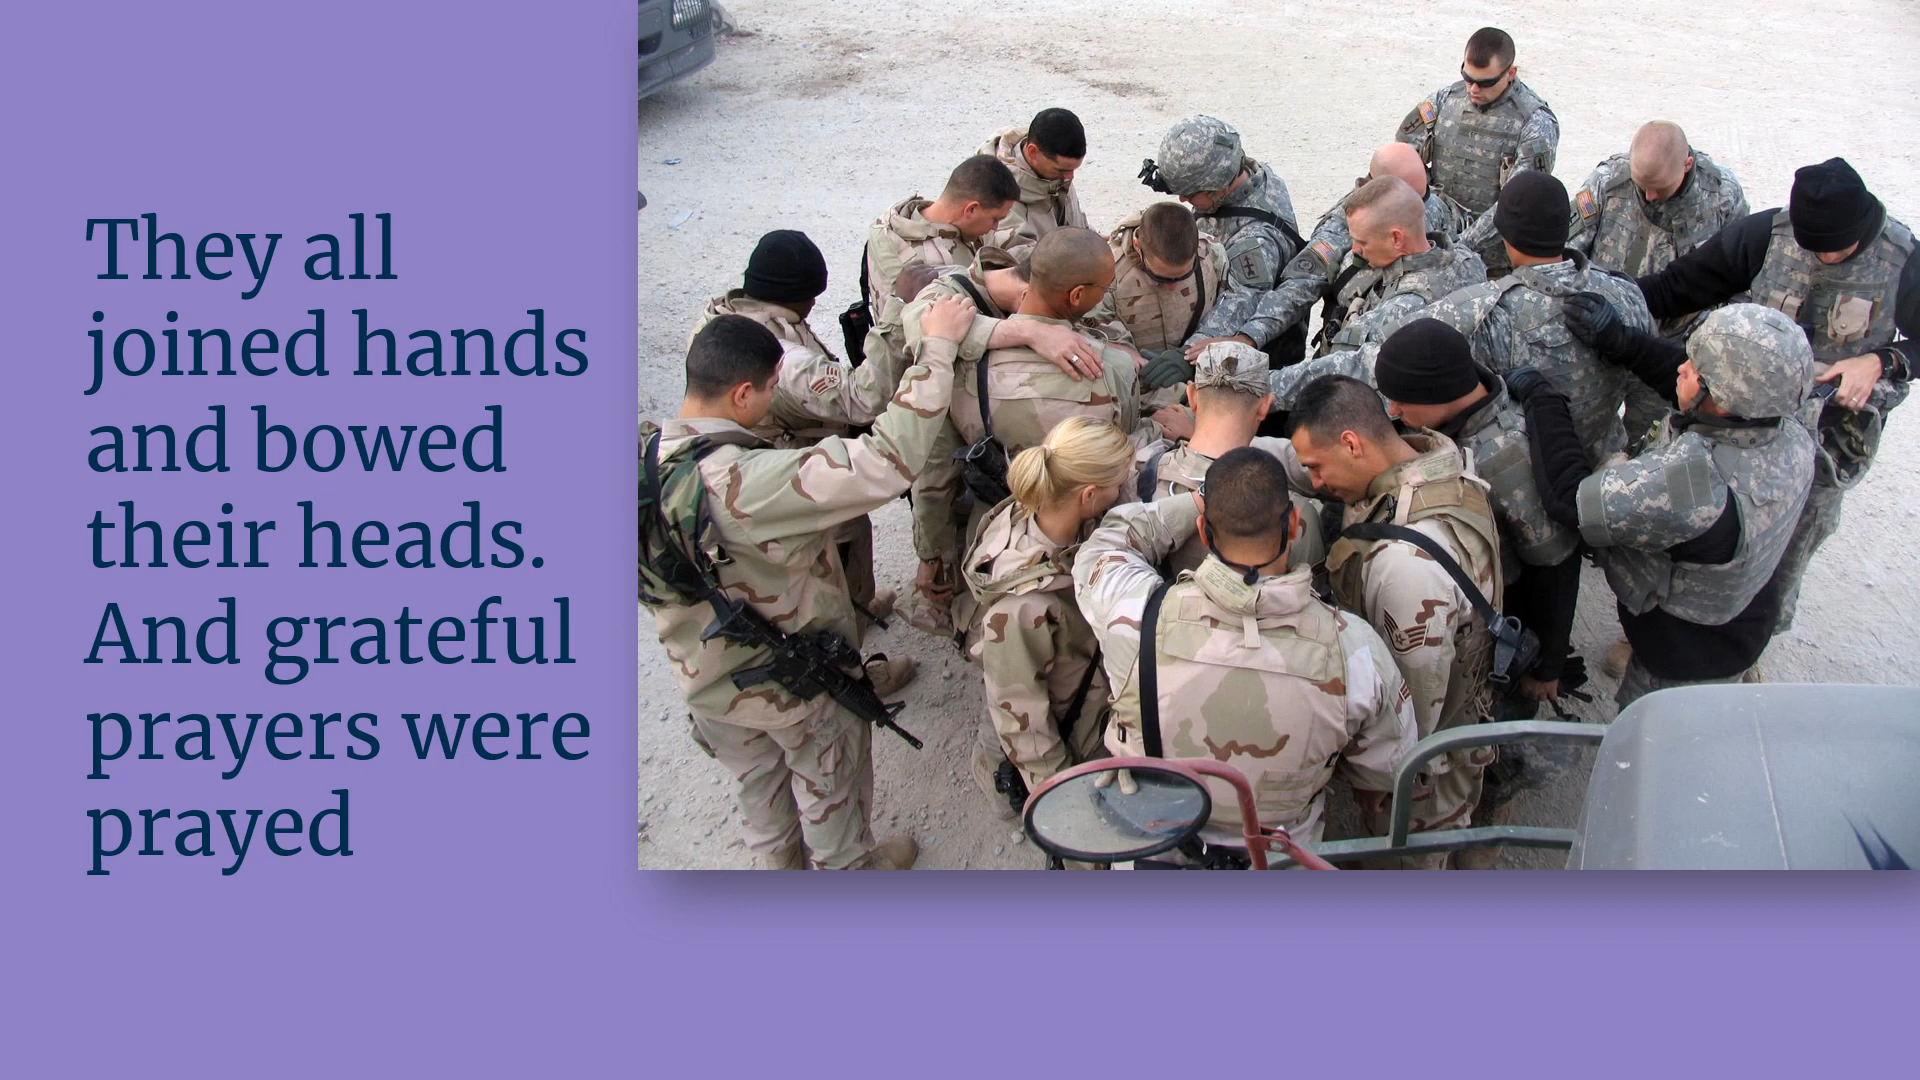 They all
joined hands
and bowed
their heads.
And grateful
prayers were
prayed